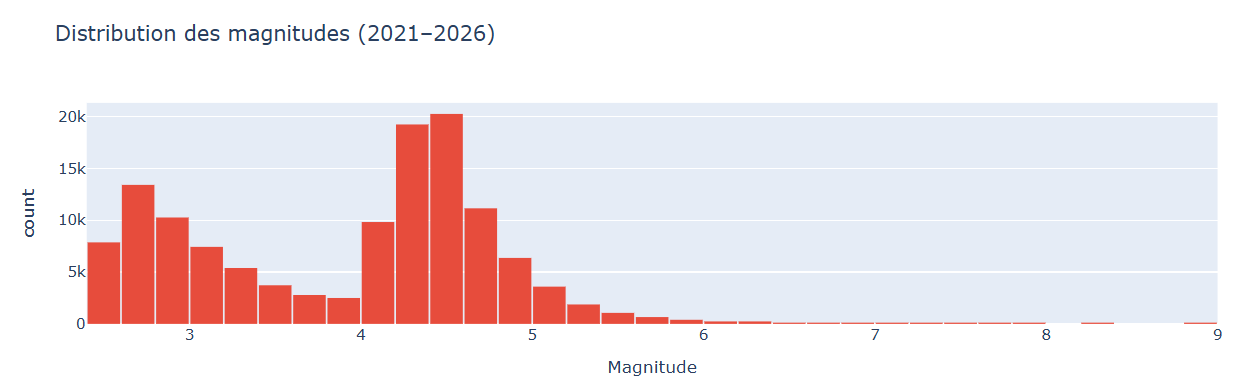 Distribution des magnitudes (2021–2026)
20k
15k
10k
5k
0
count
3 4 5 6 7 8 9
Magnitude